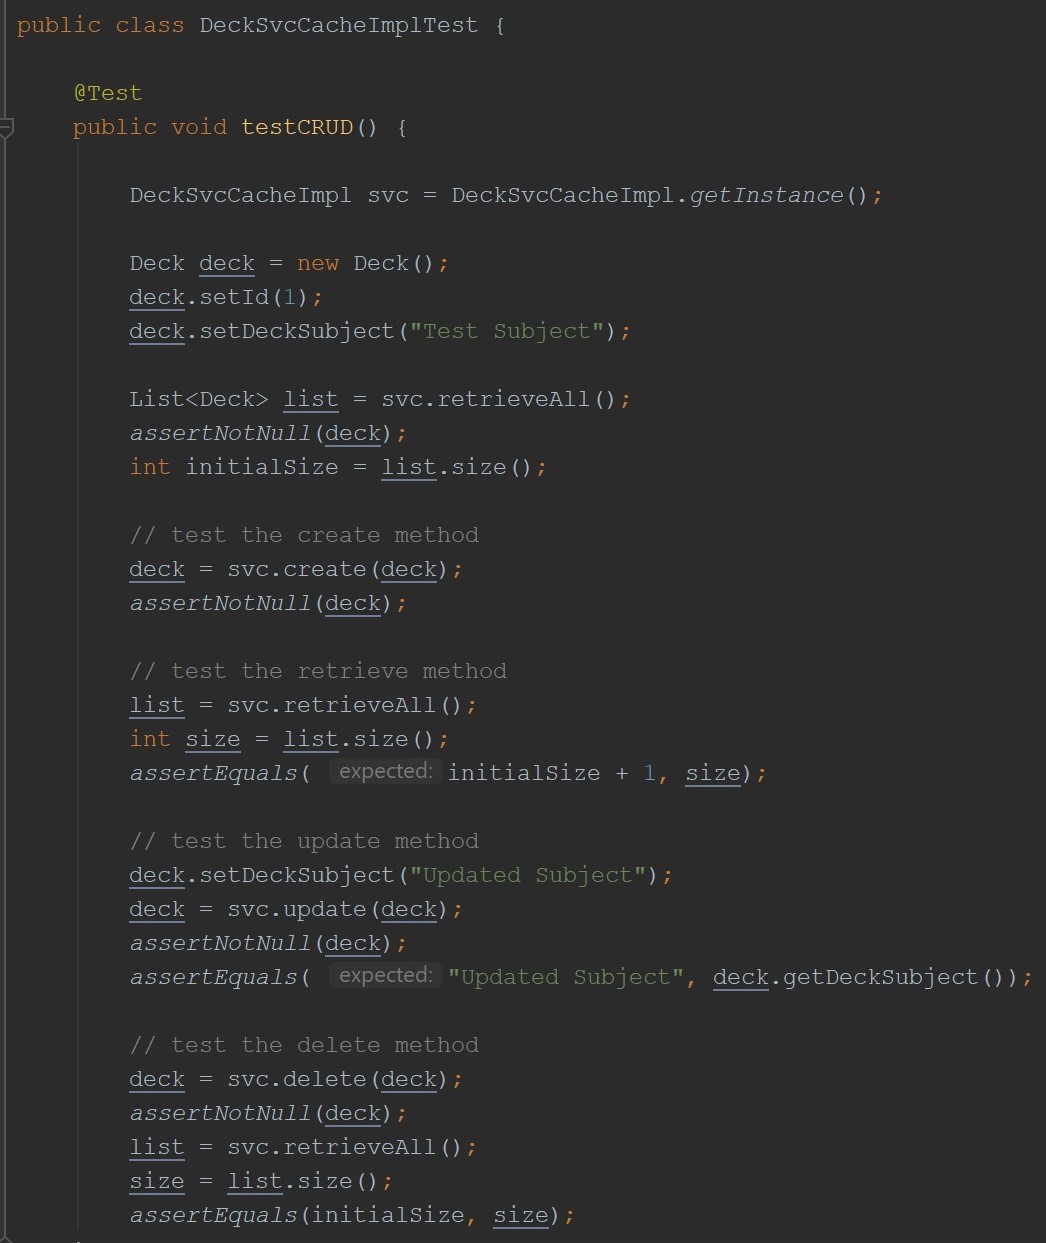 public class DeckSvcCacheImplTest {
@Test
public void testCRUD() {
DeckSvcCacheImpl svc = DeckSvcCacheImpl.getInstance();
Deck deck = new Deck();
deck.setId(1);
deck.setDeckSubject("Test Subject");
List<Deck> list = svc.retrieveAll();
assertNotNull(deck);
int initialSize = list.size();
// test the create method
deck = svc.create(deck);
assertNotNull(deck);
// test the retrieve method
list = svc.retrieveAll();
int size = list.size();
assertEquals( expected: initialSize + 1, size);
// test the update method
deck.setDeckSubject("Updated Subject");
deck = svc.update(deck);
assertNotNull(deck);
assertEquals( expected: "Updated Subject", deck.getDeckSubject());
// test the delete method
deck = svc.delete(deck);
assertNotNull(deck);
list = svc.retrieveAll();
size = list.size();
assertEquals(initialSize, size);